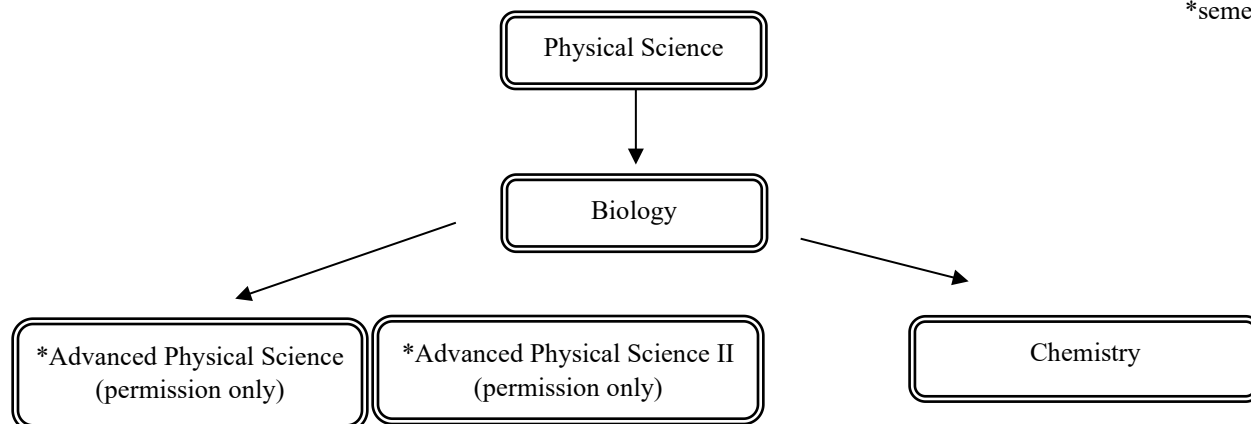 *seme
Physical Science
Biology
*Advanced Physical Science
(permission only)
*Advanced Physical Science II
(permission only)
Chemistry